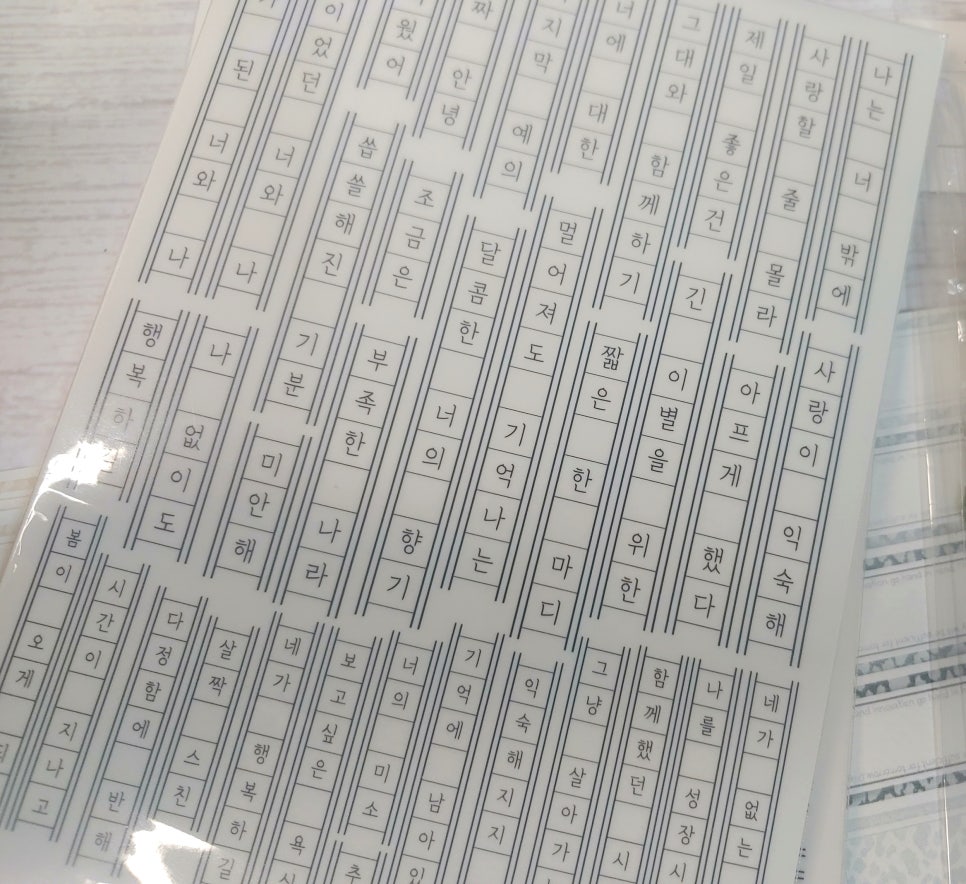 나는 너 밖에
사랑할 줄 몰라
제일 좋은건
그대와 함께하기
너에 대한
지막 예의
짜 안녕
웠어
이었던 너와 나
된 너와 나
사랑이 익숙해
아프게 했다
긴 이별을 위한
짧은 한 마디
멀어져도 기억나는
달콤한 너의 향기
조금은
부족한 나라
씁쓸해진 기분
미안해
나 없이도
행복하
네가 없는
나를 성장시
함께했던 시
그냥 살아가
익숙해지지
기억에 남아있
너의 미소
추
보고싶은 욕
네가 행복하길
살짝 스친
다정함에 반해
시간이 지나고
봄이 오게